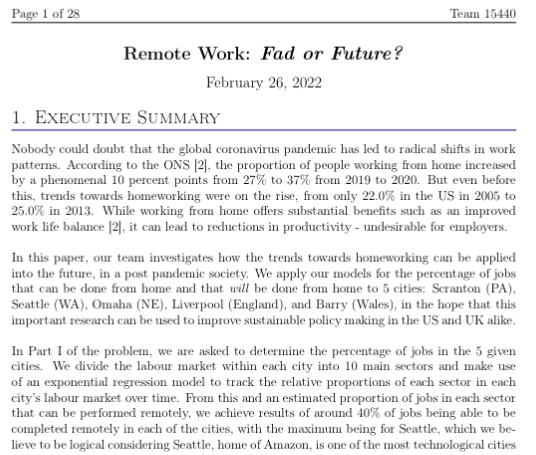 Page 1 of 28 Team 15440
Remote Work: Fad or Future?
February 26, 2022
1. Executive Summary
Nobody could doubt that the global coronavirus pandemic has led to radical shifts in work
patterns. According to the ONS [2], the proportion of people working from home increased
by a phenomenal 10 percent points from 27% to 37% from 2019 to 2020. But even before
this, trends towards homeworking were on the rise, from only 22.0% in the US in 2005 to
25.0% in 2013. While working from home offers substantial benefits such as an improved
work life balance [2], it can lead to reductions in productivity - undesirable for employers.
In this paper, our team investigates how the trends towards homeworking can be applied
into the future, in a post pandemic society. We apply our models for the percentage of jobs
that can be done from home and that will be done from home to 5 cities: Scranton (PA),
Seattle (WA), Omaha (NE), Liverpool (England), and Barry (Wales), in the hope that this
important research can be used to improve sustainable policy making in the US and UK alike.
In Part I of the problem, we are asked to determine the percentage of jobs in the 5 given
cities. We divide the labour market within each city into 10 main sectors and make use
of an exponential regression model to track the relative proportions of each sector in each
city's labour market over time. From this and an estimated proportion of jobs in each sector
that can be performed remotely, we achieve results of around 40% of jobs being able to be
completed remotely in each of the cities, with the maximum being for Seattle, which we be-
lieve to be logical considering Seattle, home of Amazon, is one of the most technological cities